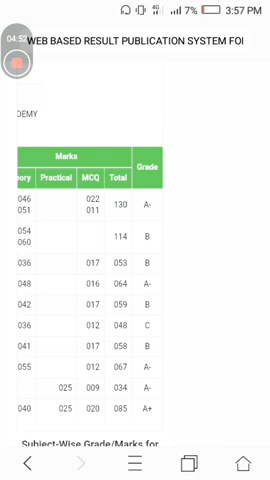 4G 7% 3:57 PM
04:52
WEB BASED RESULT PUBLICATION SYSTEM FOI
DEMY
Marks Grade
ory Practical MCQ Total
046 022
051 011 130 A-
054
060 114 B
036 017 053 B
048 016 064 A-
042 017 059 B
036 012 048 C
041 017 058 B
055 012 067 A-
025 009 034 A-
040 025 020 085 A+
Subject-Wise Grade/Marks for